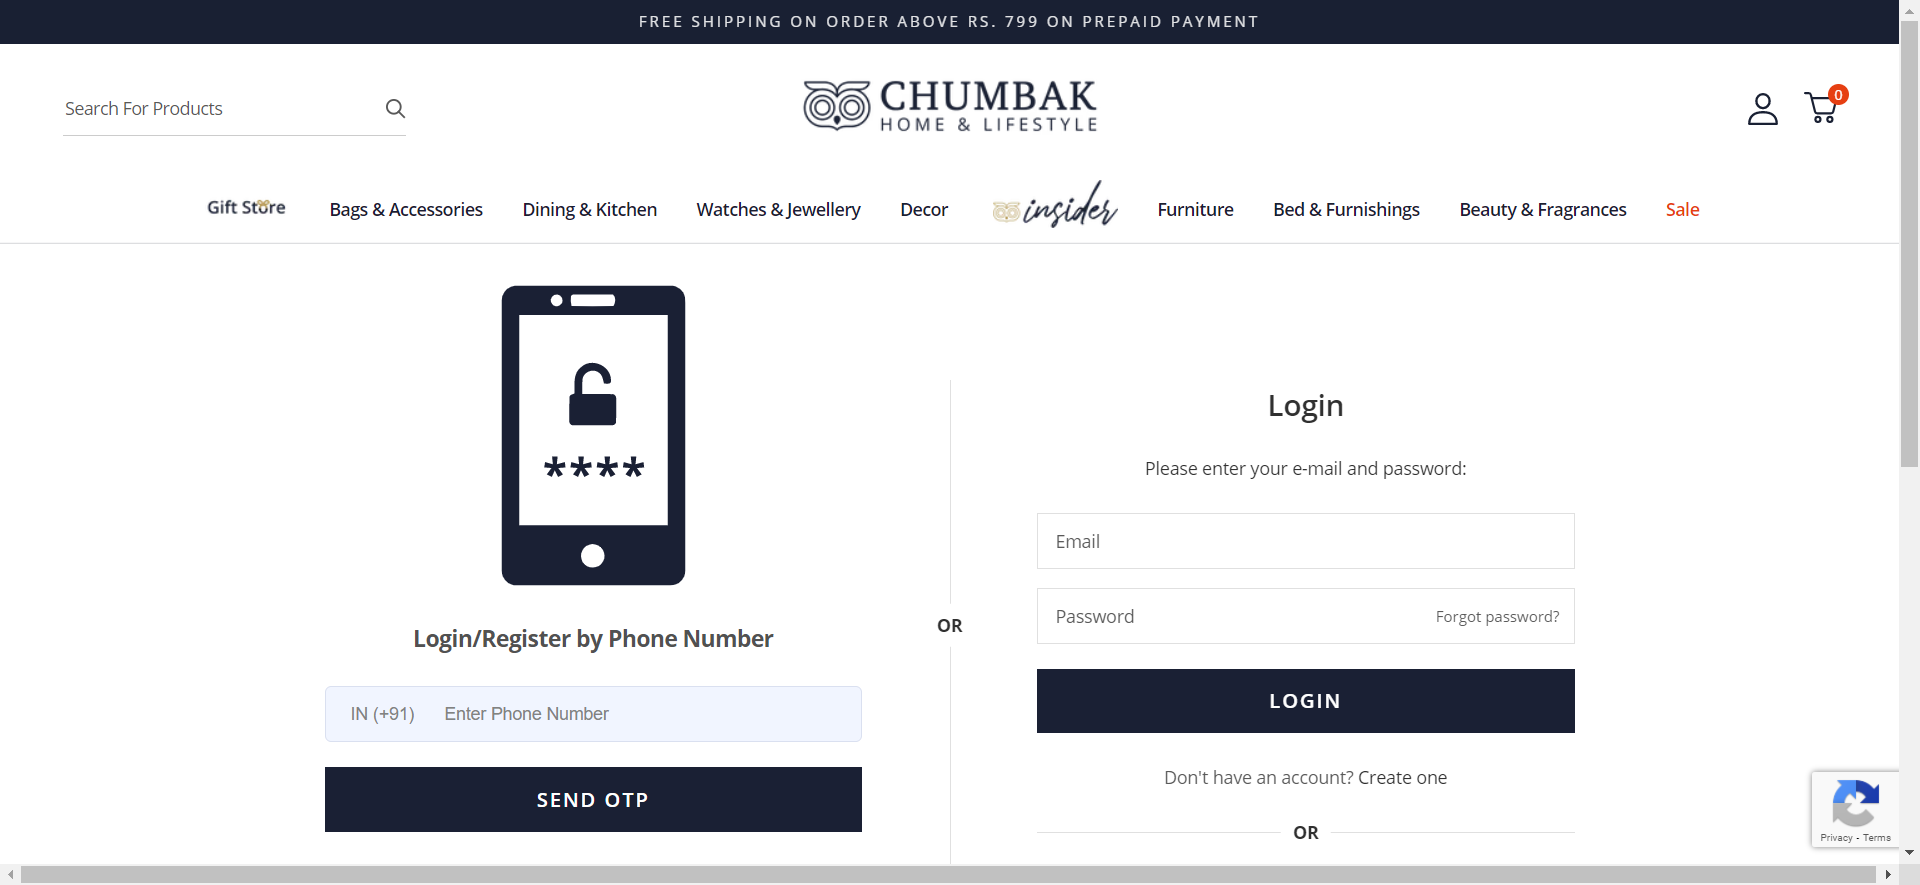 FREE SHIPPING ON ORDER ABOVE RS. 799 ON PREPAID PAYMENT
Search For Products
CHUMBAK
HOME & LIFESTYLE
0
Gift Store
Bags & Accessories
Dining & Kitchen
Watches & Jewellery
Decor
insider
Furniture
Bed & Furnishings
Beauty & Fragrances
Sale
****
Login/Register by Phone Number
IN (+91) Enter Phone Number
SEND OTP
OR
Login
Please enter your e-mail and password:
Email
Password Forgot password?
LOGIN
Don't have an account? Create one
OR
Privacy - Terms